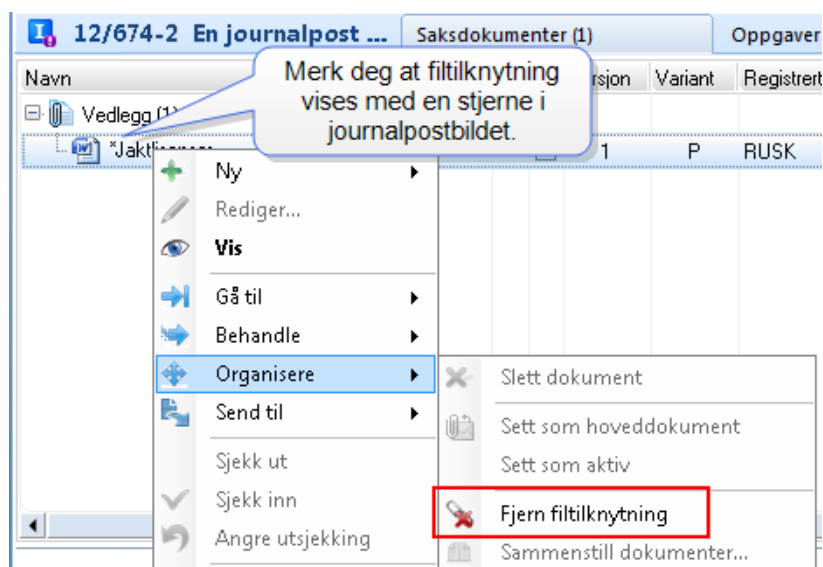 12/674-2 En journalpost ...
Saksdokumenter (1)
Oppgaver
Navn
Variant
Registrert
Merk deg at filtilknytning
vises med en stjerne i
journalpostbildet.
Vedlegg (1)
1
P
RUSK
Ny
Rediger...
Vis
Gå til
Behandle
Organisere
Send til
Sjekk ut
Sjekk inn
Angre utsjekking
Slett dokument
Sett som hoveddokument
Sett som aktiv
Fjern filtilknytning
Sammenstill dokumenter...